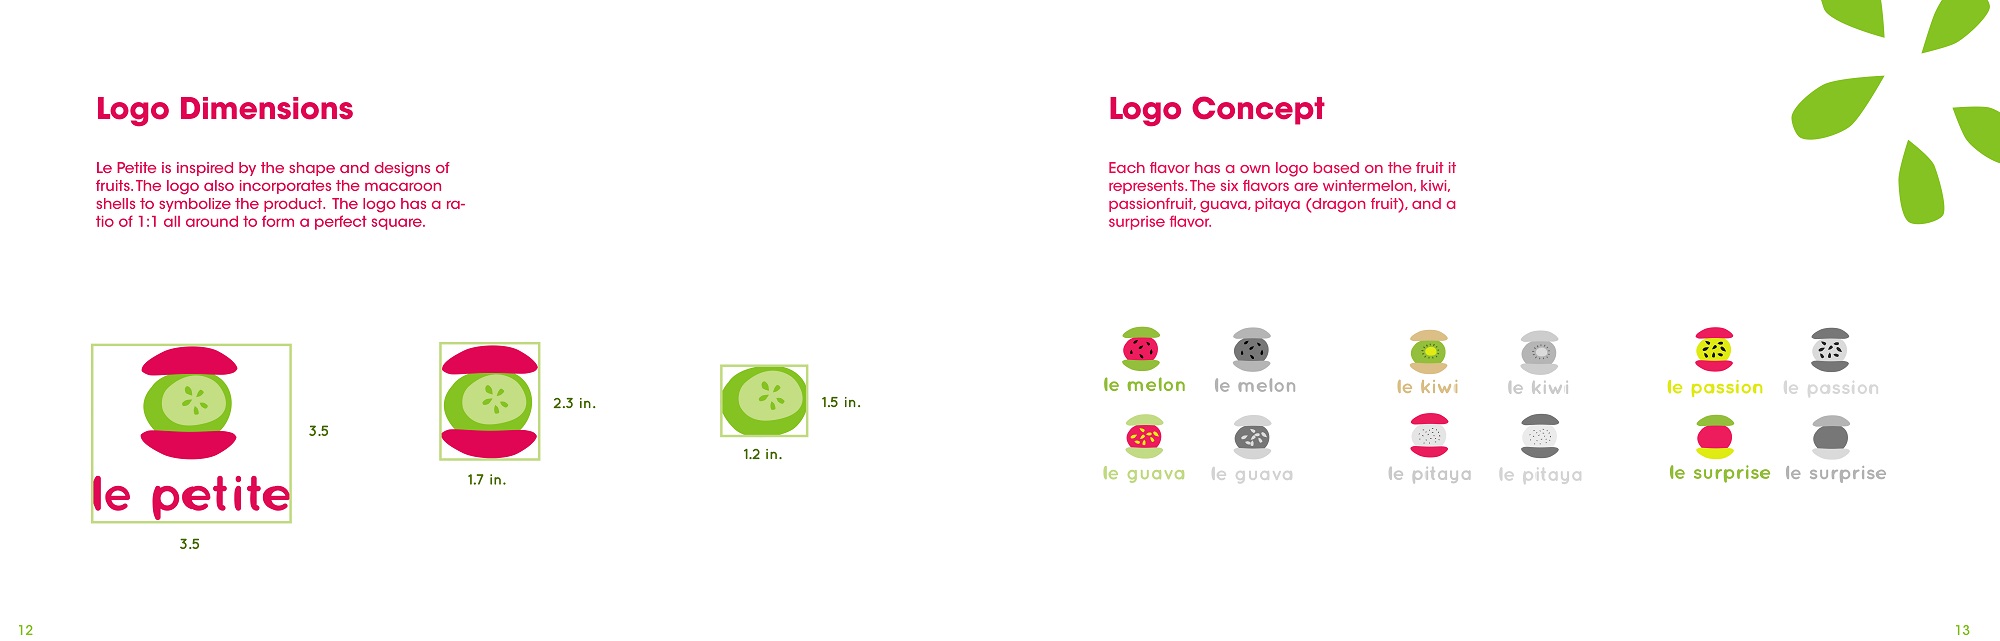 Logo Dimensions
Le Petite is inspired by the shape and designs of
fruits. The logo also incorporates the macaroon
shells to symbolize the product. The logo has a ra-
tio of 1:1 all around to form a perfect square.
le petite
3.5
3.5
2.3 in.
1.7 in.
1.5 in.
1.2 in.
12
Logo Concept
Each flavor has a own logo based on the fruit it
represents. The six flavors are wintermelon, kiwi,
passionfruit, guava, pitaya (dragon fruit), and a
surprise flavor.
le melon
le melon
le kiwi
le kiwi
le passion
le passion
le guava
le guava
le pitaya
le pitaya
le surprise
le surprise
13